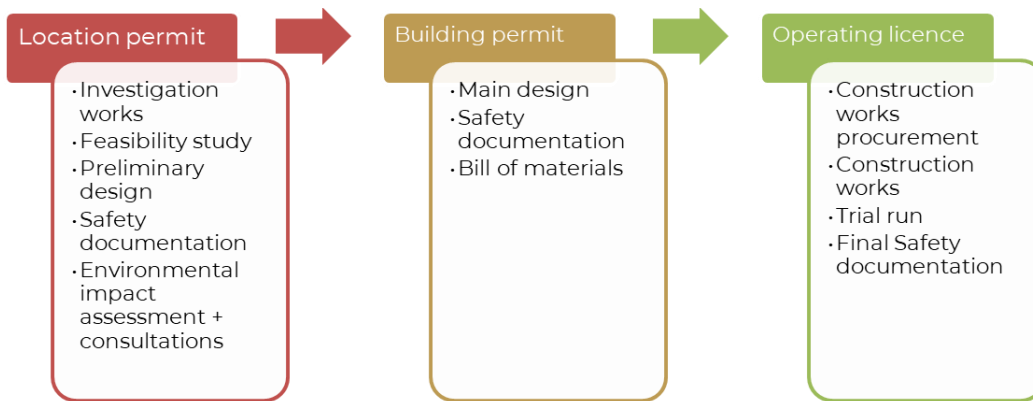 Location permit
·Investigation
works
·Feasibility study
·Preliminary
design
·Safety
documentation
·Environmental
impact
assessment +
consultations
Building permit
·Main design
·Safety
documentation
·Bill of materials
Operating licence
·Construction
works
procurement
·Construction
works
·Trial run
·Final Safety
documentation